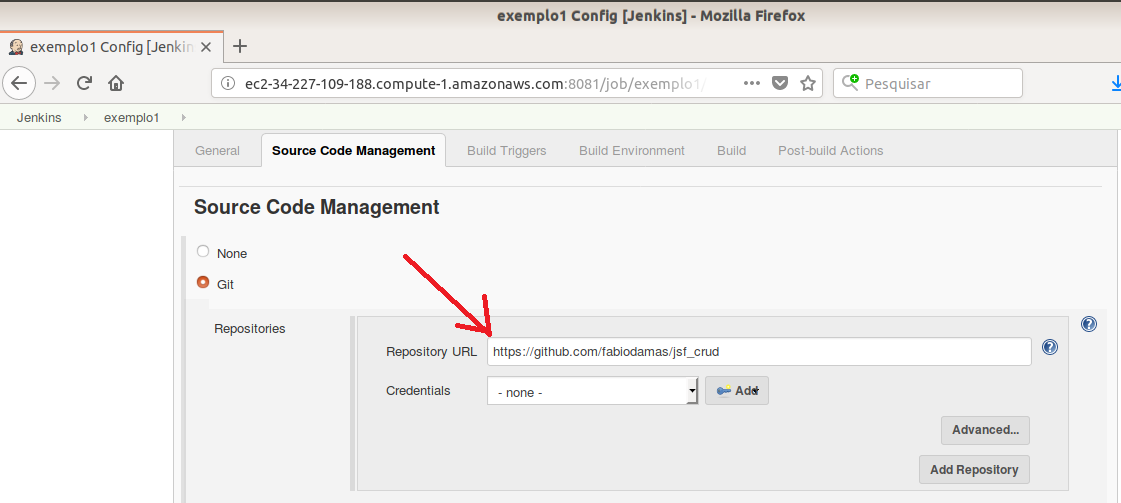 exemplo1 Config [Jenkins] - Mozilla Firefox
exemplo1 Config [Jenkin
ec2-34-227-109-188.compute-1.amazonaws.com:8081/job/exemplo1/
Pesquisar
Jenkins exemplo1
General Source Code Management Build Triggers Build Environment Build Post-build Actions
Source Code Management
None
Git
Repositories
Repository URL https://github.com/fabiodamas/jsf_crud
Credentials - none - Add
Advanced...
Add Repository